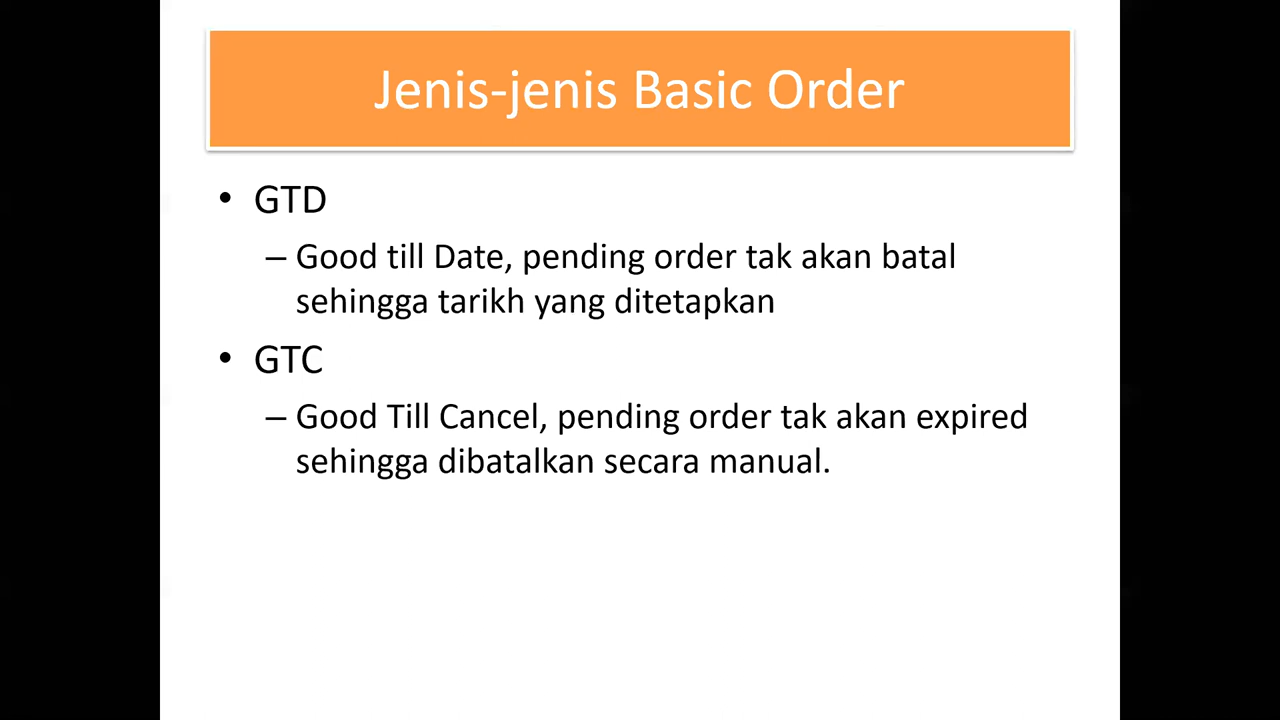 Jenis-jenis Basic Order
• GTD
– Good till Date, pending order tak akan batal
sehingga tarikh yang ditetapkan
• GTC
– Good Till Cancel, pending order tak akan expired
sehingga dibatalkan secara manual.